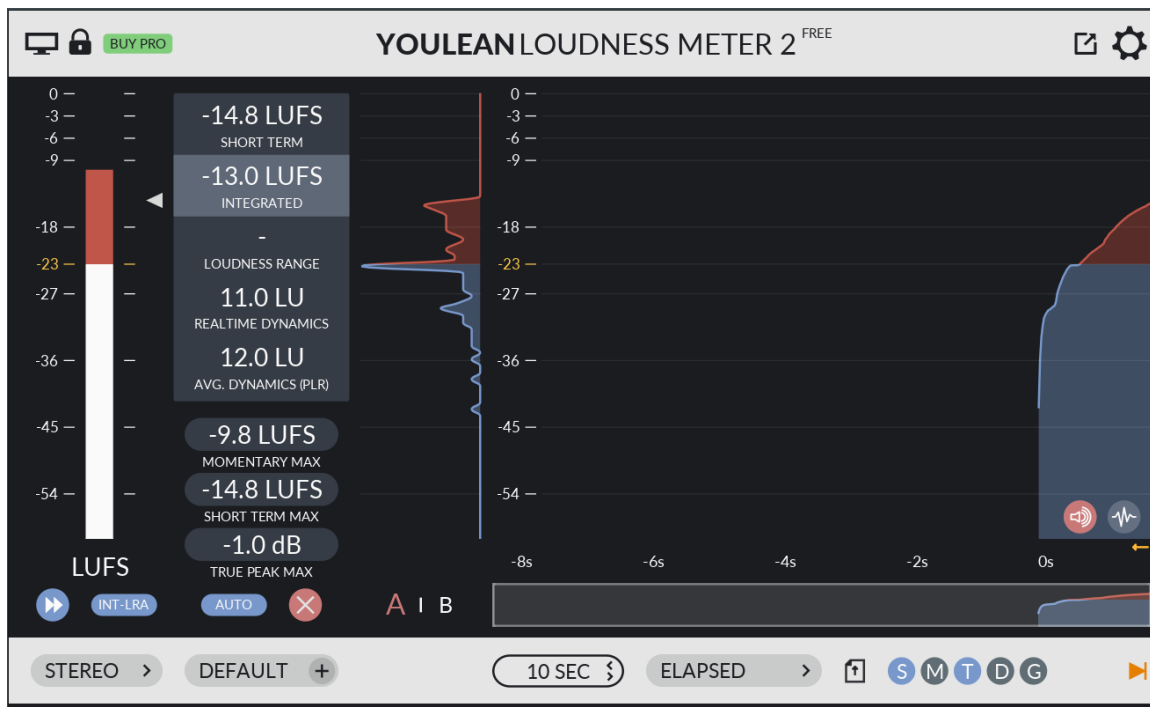 BUY PRO
YOULEAN LOUDNESS METER 2 FREE
0
-3
-6
-9
-18
-23
-27
-36
-45
-54
LUFS
-14.8 LUFS
SHORT TERM
-13.0 LUFS
INTEGRATED
-
LOUDNESS RANGE
11.0 LU
REALTIME DYNAMICS
12.0 LU
AVG. DYNAMICS (PLR)
-9.8 LUFS
MOMENTARY MAX
-14.8 LUFS
SHORT TERM MAX
-1.0 dB
TRUE PEAK MAX
INT-LRA
AUTO
0
-3
-6
-9
-18
-23
-27
-36
-45
-54
-8s -6s -4s -2s 0s
A I B
STEREO
DEFAULT +
10 SEC
ELAPSED
S M T D G